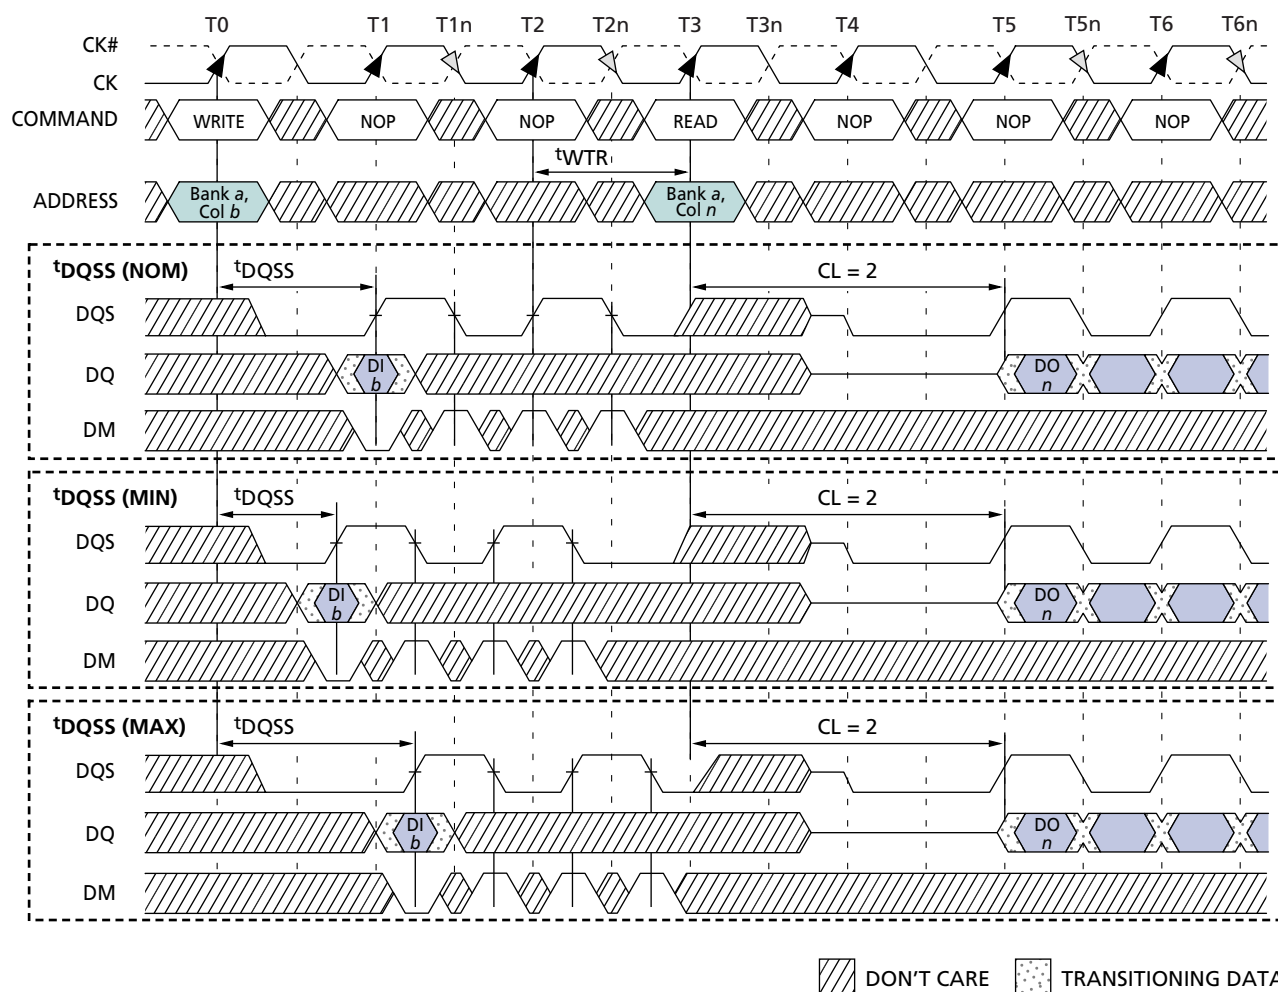 T0 T1 T1n T2 T2n T3 T3n T4 T5 T5n T6 T6n
CK#
CK
COMMAND WRITE NOP NOP READ NOP NOP NOP
tWTR
ADDRESS Bank a, Col b Bank a, Col n
tDQSS (NOM) tDQSS CL = 2
DQS
DQ DI b DO n
DM
tDQSS (MIN) tDQSS CL = 2
DQS
DQ DI b DO n
DM
tDQSS (MAX) tDQSS CL = 2
DQS
DQ DI b DO n
DM
DON'T CARE TRANSITIONING DATA